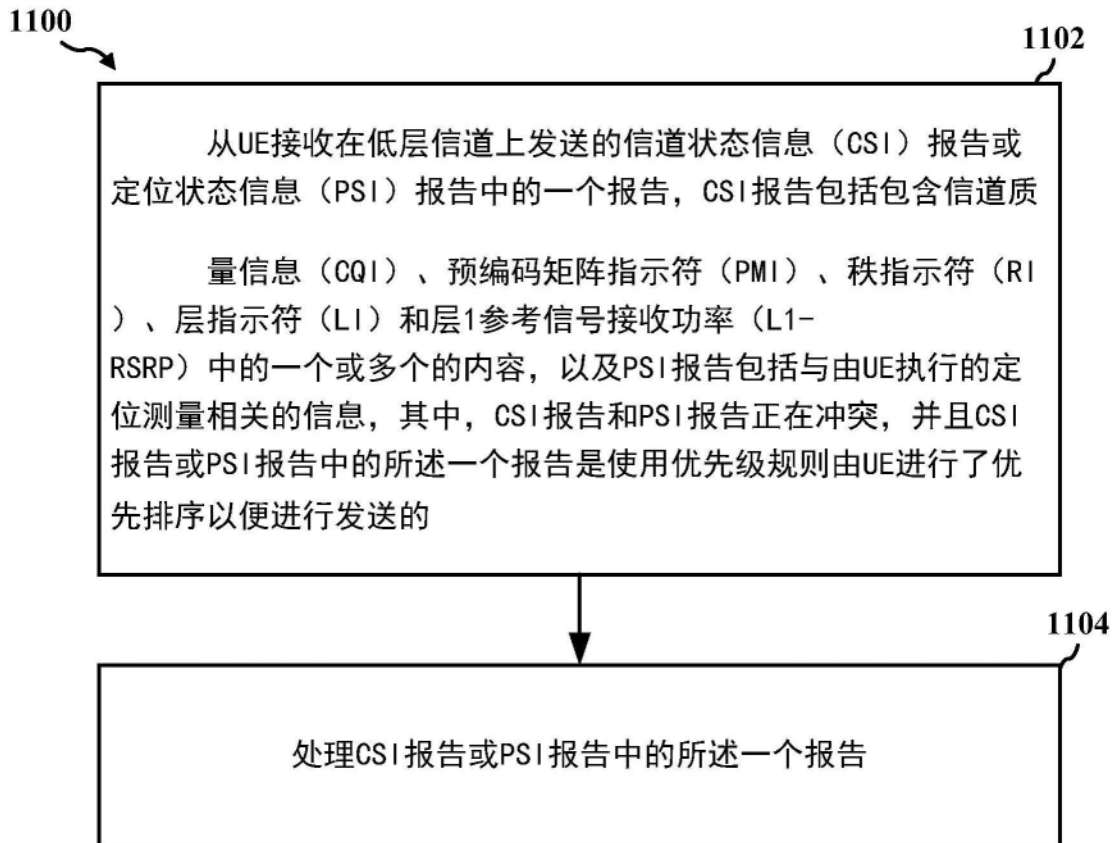 1100
1102
从UE接收在低层信道上发送的信道状态信息（CSI）报告或
定位状态信息（PSI）报告中的一个报告，CSI报告包括包含信道质
量信息（CQI）、预编码矩阵指示符（PMI）、秩指示符（RI
）、层指示符（LI）和层1参考信号接收功率（L1-
RSRP）中的一个或多个的内容，以及PSI报告包括与由UE执行的定
位测量相关的信息，其中，CSI报告和PSI报告正在冲突，并且CSI
报告或PSI报告中的所述一个报告是使用优先级规则由UE进行了优
先排序以便进行发送的
1104
处理CSI报告或PSI报告中的所述一个报告